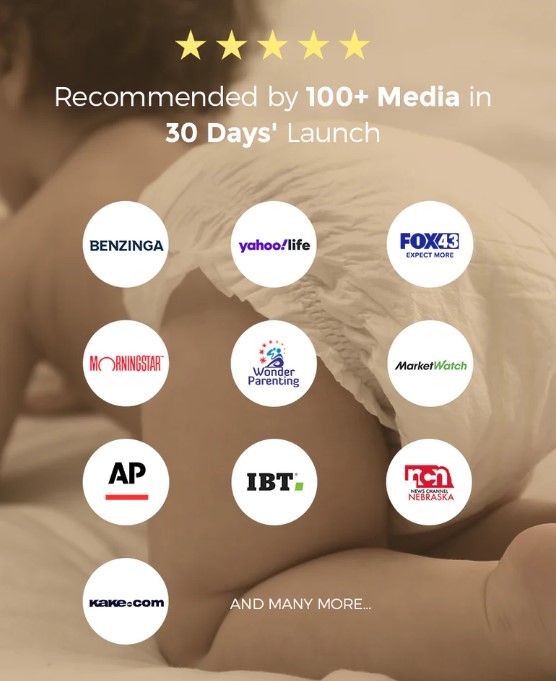 Recommended by 100+ Media in
30 Days' Launch
BENZINGA
yahoo!life
FOX43
EXPECT MORE
MORNINGSTAR
Wonder
Parenting
MarketWatch
AP
IBT
ncn
NEWS CHANNEL
NEBRASKA
KaKe.com
AND MANY MORE...